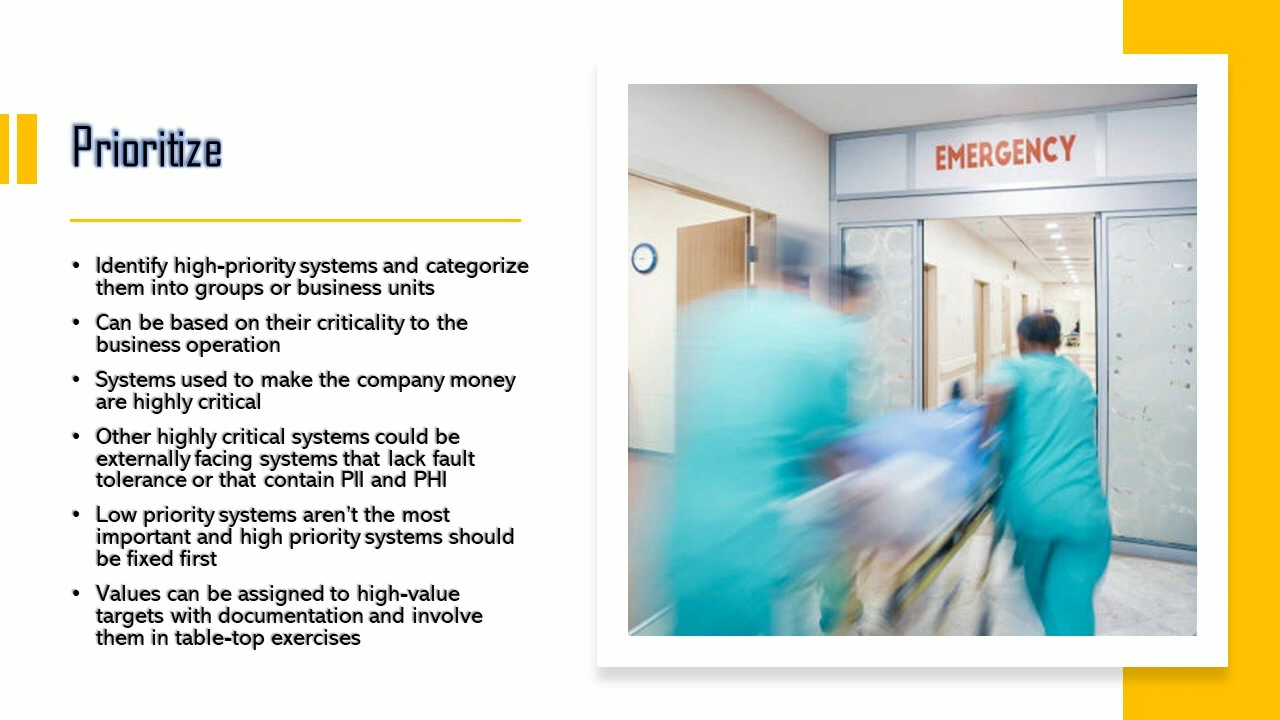 Prioritize
• Identify high-priority systems and categorize
them into groups or business units
• Can be based on their criticality to the
business operation
• Systems used to make the company money
are highly critical
• Other highly critical systems could be
externally facing systems that lack fault
tolerance or that contain PII and PHI
• Low priority systems aren’t the most
important and high priority systems should
be fixed first
• Values can be assigned to high-value
targets with documentation and involve
them in table-top exercises
EMERGENCY